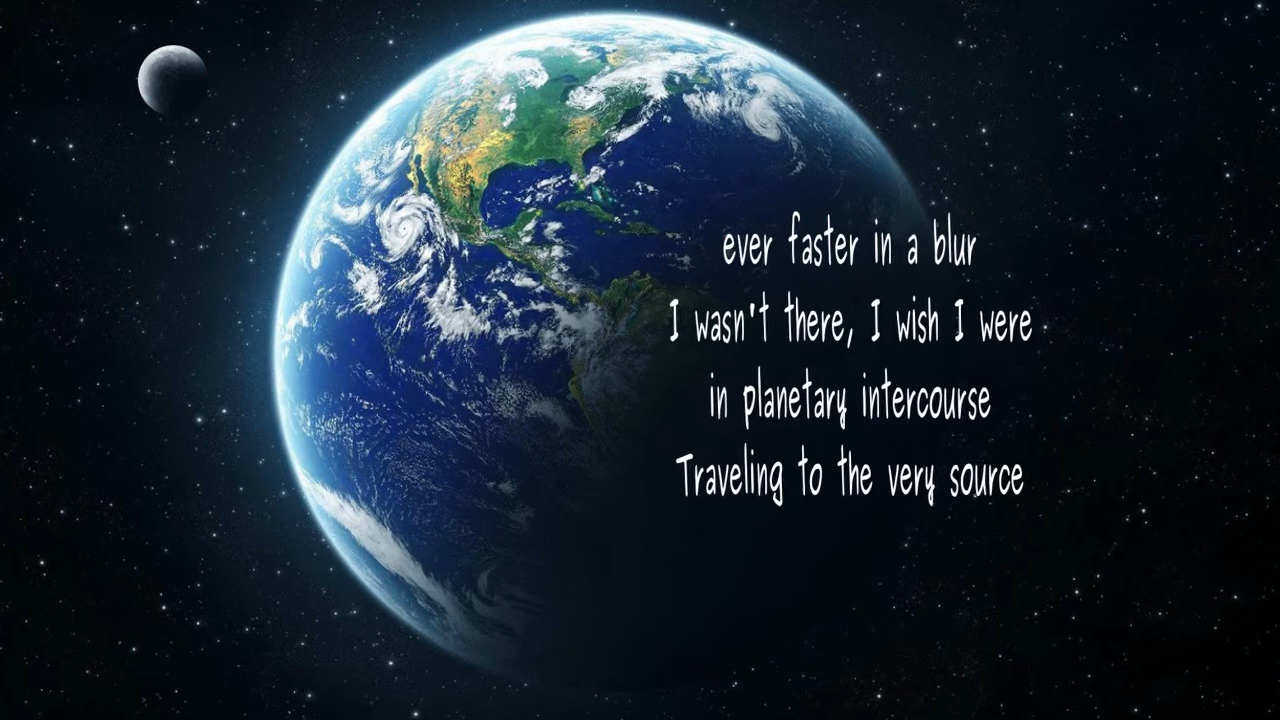 ever faster in a blur
I wasn't there, I wish I were
in planetary intercourse
Traveling to the very source